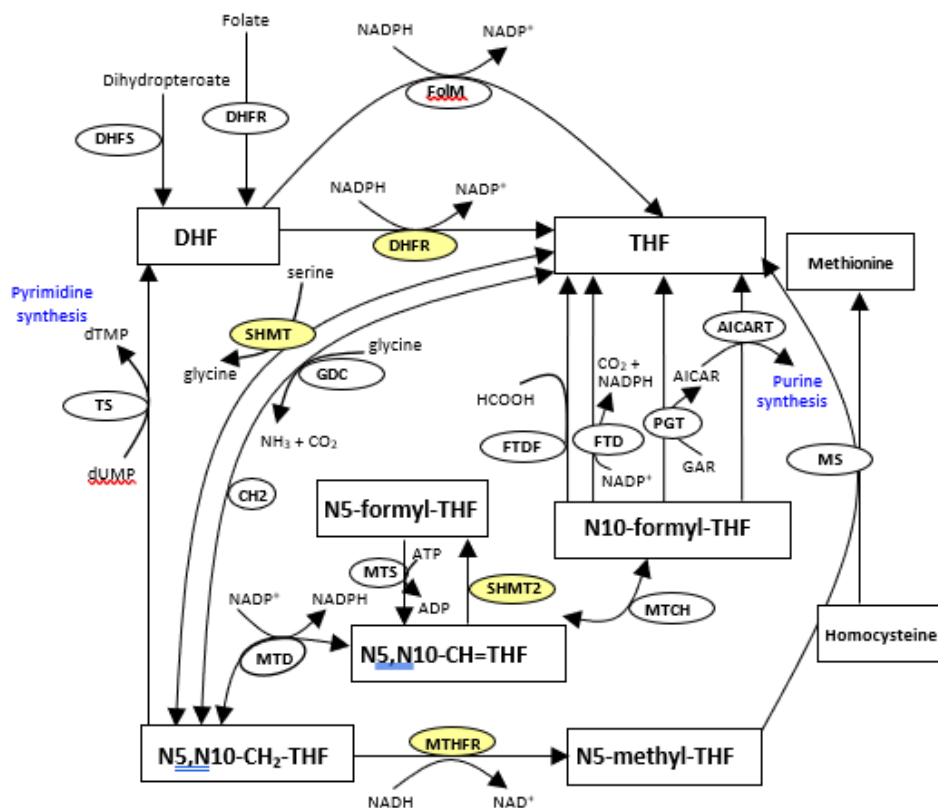 Folate
NADPH
NADP⁺
Dihydropteroate
FolM
DHFR
DHFS
NADPH
NADP⁺
DHF
DHFR
THF
Methionine
serine
Pyrimidine
synthesis
SHMT
dTMP
glycine
glycine
GDC
AICART
CO₂ +
NADPH
AICAR
Purine
synthesis
HCOOH
TS
PGT
NH₃ + CO₂
FTDF
FTD
GAR
MS
dUMP
NADP⁺
CH2
N5-formyl-THF
N10-formyl-THF
ATP
MTS
SHMT2
NADP⁺
NADPH
ADP
MTCH
MTD
N5,N10-CH=THF
Homocysteine
N5,N10-CH₂-THF
MTHFR
N5-methyl-THF
NADH
NAD⁺